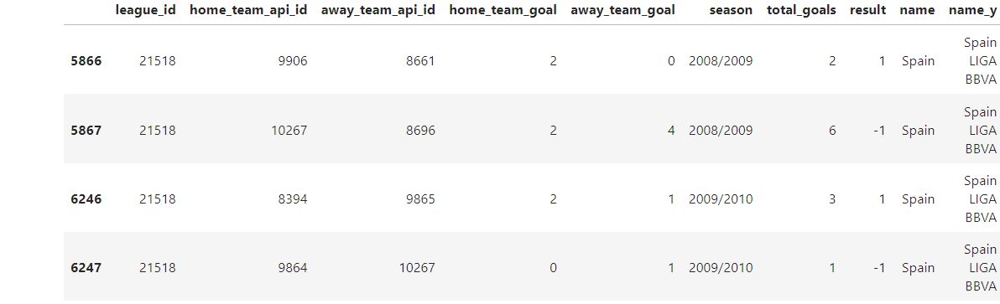 league_id home_team_api_id away_team_api_id home_team_goal away_team_goal season total_goals result name name_y
5866 21518 9906 8661 2 0 2008/2009 2 1 Spain Spain
LIGA
BBVA
5867 21518 10267 8696 2 4 2008/2009 6 -1 Spain Spain
LIGA
BBVA
6246 21518 8394 9865 2 1 2009/2010 3 1 Spain Spain
LIGA
BBVA
6247 21518 9864 10267 0 1 2009/2010 1 -1 Spain Spain
LIGA
BBVA